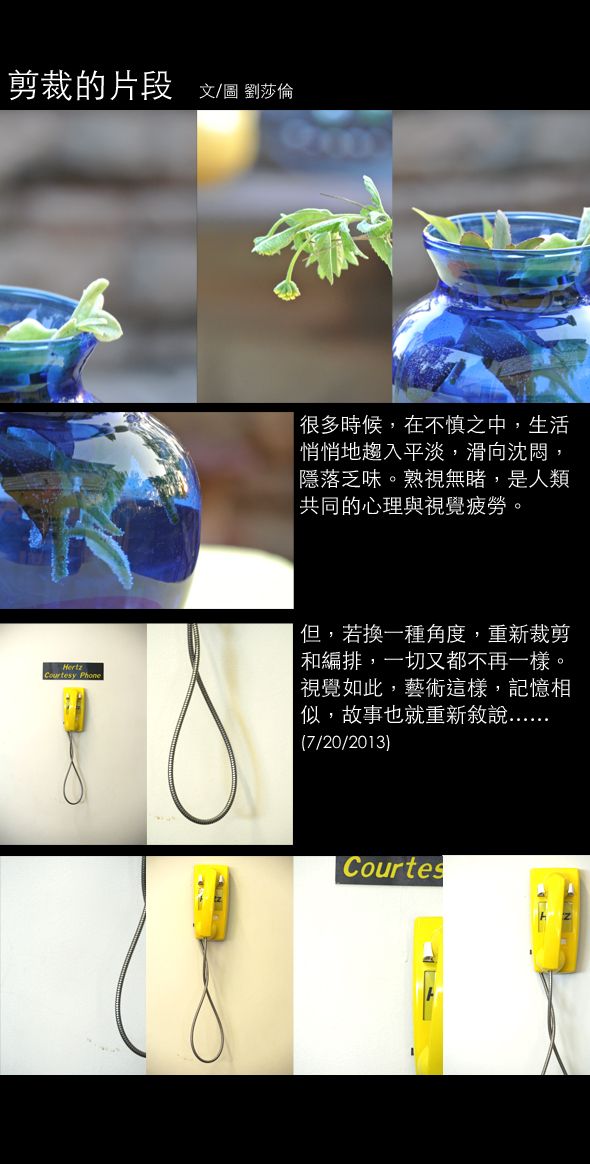 剪裁的片段 文/圖 劉莎倫
很多時候，在不慎之中，生活
悄悄地趨入平淡，滑向沈悶，
隱落乏味。熟視無睹，是人類
共同的心理與視覺疲勞。
但，若換一種角度，重新裁剪
和編排，一切又都不再一樣。
視覺如此，藝術這樣，記憶相
似，故事也就重新敘說……
(7/20/2013)
Hertz
Courtesy Phone
Hertz
Courtes
H
H tz